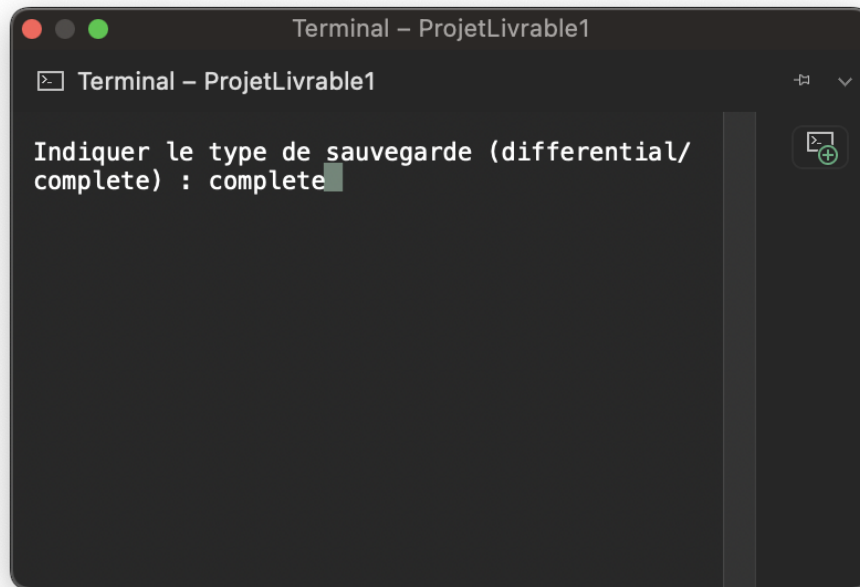 Terminal – ProjetLivrable1
Terminal – ProjetLivrable1
Indiquer le type de sauvegarde (differential/
complete) : complete